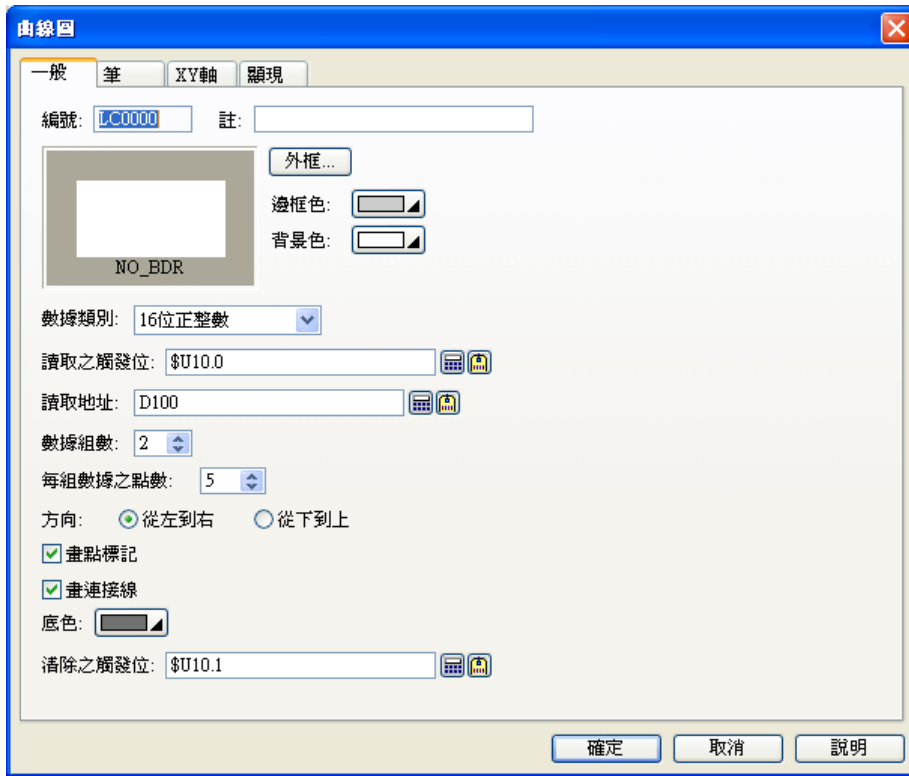 曲線圖
一般 筆 XY軸 顯現
編號: LC0000 註:
外框...
邊框色:
背景色:
NO_BDR
數據類別: 16位正整數
讀取之觸發位: $U10.0
讀取地址: D100
數據組數: 2
每組數據之點數: 5
方向: 從左到右 從下到上
畫點標記
畫連接線
底色:
清除之觸發位: $U10.1
確定 取消 說明